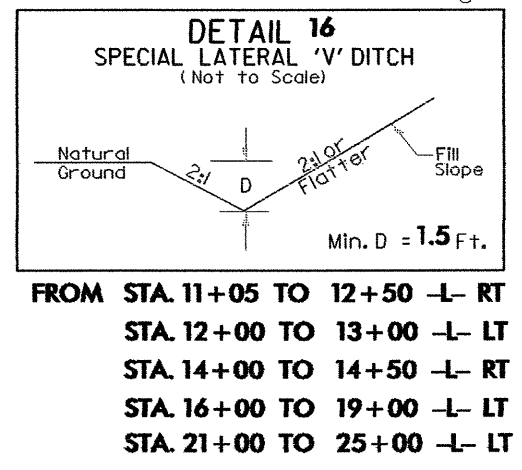 DETAIL 16
SPECIAL LATERAL 'V' DITCH
(Not to Scale)
Natural
Ground
2:1
D
2:1 or
Flatter
Fill
Slope
Min. D = 1.5 Ft.
FROM STA. 11+05 TO 12+50 -L- RT
STA. 12+00 TO 13+00 -L- LT
STA. 14+00 TO 14+50 -L- RT
STA. 16+00 TO 19+00 -L- LT
STA. 21+00 TO 25+00 -L- LT